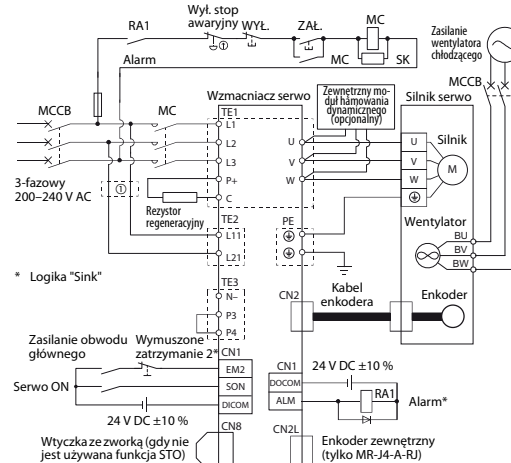 Wył. stop
awaryjny
RA1
①
WYŁ.
ZAŁ.
MC
Zasilanie
wentylatora
chłodzącego
Alarm
MC
SK
MCCB
MCCB
MC
Wzmacniacz serwo
Zewnętrzny mo-
duł hamowania
dynamicznego
(opcjonalny)
Silnik serwo
TE1
L1
L2
L3
P+
C
U
V
W
U
V
W
Silnik
M
3-fazowy
200–240 V AC
①
Rezystor
regeneracyjny
TE2
L11
L21
PE
Wentylator
BU
BV
BW
* Logika "Sink"
TE3
N–
P3
P4
CN2
Kabel
enkodera
Enkoder
Zasilanie obwodu
głównego
Wymuszone
zatrzymanie 2*
CN1
EM2
SON
DICOM
Serwo ON
24 V DC ±10 %
CN1
DOCOM
ALM
24 V DC ±10 %
RA1
Alarm*
CN8
Wtyczka ze zworką (gdy nie
jest używana funkcja STO)
CN2L
Enkoder zewnętrzny
(tylko MR-J4-A-RJ)